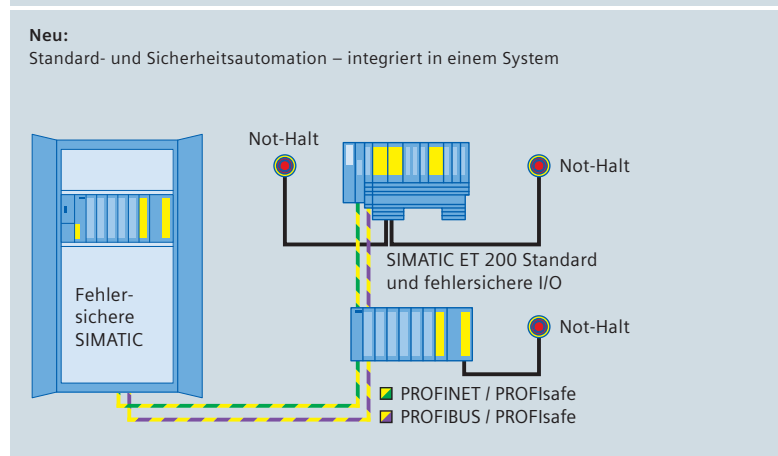 Neu:
Standard- und Sicherheitsautomation – integriert in einem System
Not-Halt
Not-Halt
SIMATIC ET 200 Standard
und fehlersichere I/O
Fehler-
sichere
SIMATIC
Not-Halt
PROFINET / PROFIsafe
PROFIBUS / PROFIsafe